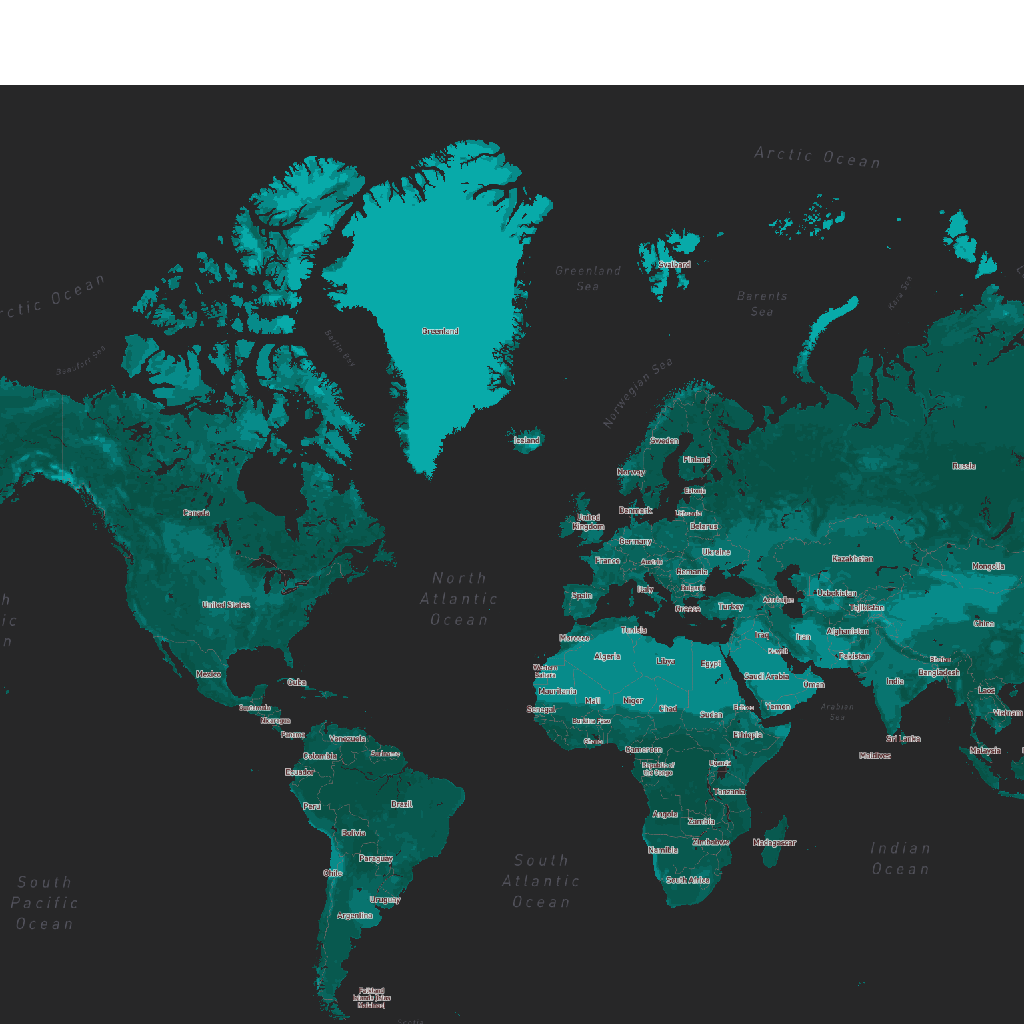 Arctic Ocean
Svalbard
Greenland
Sea
Barents
Sea
Kara Sea
Greenland
Baffin Bay
Beaufort Sea
Norwegian Sea
Iceland
Sweden
Finland
Norway
Russia
Estonia
Denmark
Lithuania
United
Kingdom
Belarus
Canada
Germany
Ukraine
France
Austria
Kazakhstan
Mongolia
Romania
North
Atlantic
Ocean
Bulgaria
Spain
Italy
Uzbekistan
Azerbaijan
United States
Greece
Turkey
Tajikistan
China
Tunisia
Morocco
Iraq
Iran
Afghanistan
Kuwait
Algeria
Libya
Egypt
Pakistan
Bhutan
Western
Sahara
Mexico
Saudi Arabia
Oman
India
Bangladesh
Cuba
Mauritania
Mali
Niger
Chad
Sudan
Eritrea
Yemen
Arabian
Sea
Laos
Vietnam
Guatemala
Nicaragua
Senegal
Burkina Faso
Panama
Venezuela
Ghana
Ethiopia
Sri Lanka
Colombia
Suriname
Cameroon
Maldives
Malaysia
Ecuador
Republic of
the Congo
Uganda
Peru
Brazil
Tanzania
Angola
Zambia
Bolivia
Zimbabwe
Madagascar
Namibia
Paraguay
Chile
South Africa
Indian
Ocean
South
Atlantic
Ocean
South
Pacific
Ocean
Uruguay
Argentina
Falkland
Islands (Islas
Malvinas)
Scotia